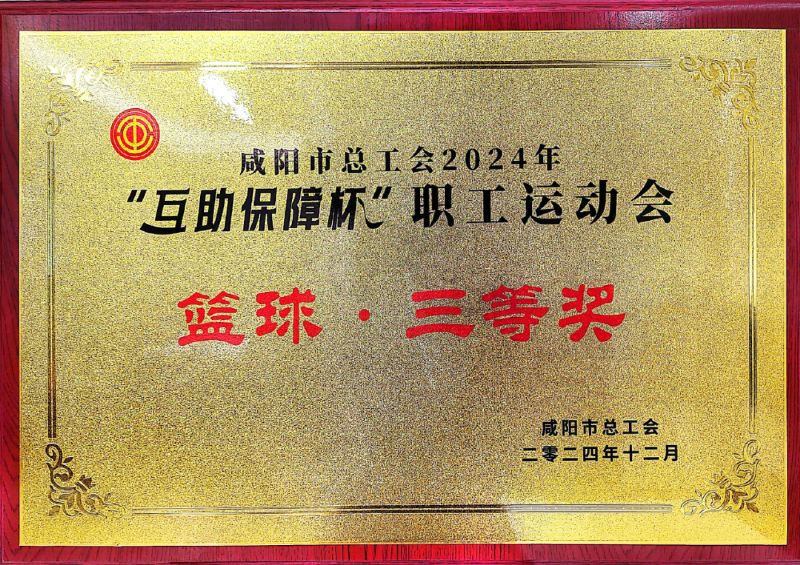 咸阳市总工会2024年
“互助保障杯”职工运动会
篮球·三等奖
咸阳市总工会
二零二四年十二月